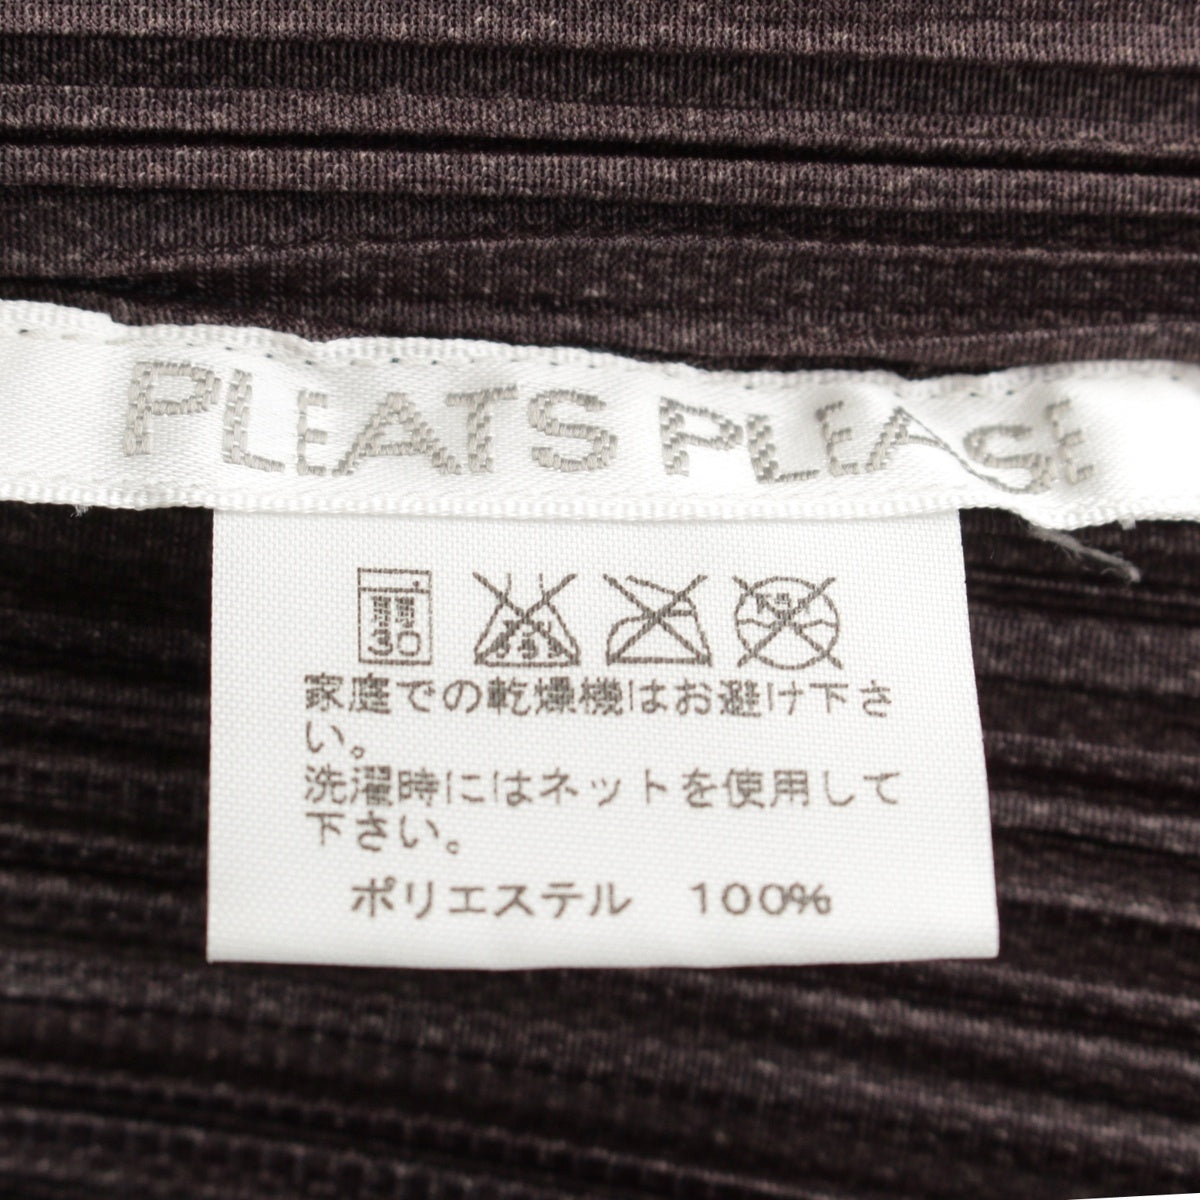 PLEATS PLEASE
30
家庭での乾燥機はお避け下さ
い。
洗濯時にはネットを使用して
下さい。
ポリエステル 100%